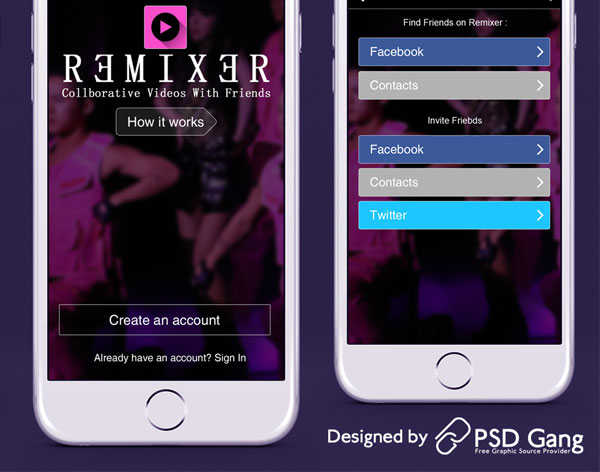 RƎMIXƎR
Collborative Videos With Friends
How it works
Create an account
Already have an account? Sign In
Find Friends on Remixer :
Facebook
Contacts
Invite Friebds
Facebook
Contacts
Twitter
Designed by PSD Gang
Free Graphic Source Provider